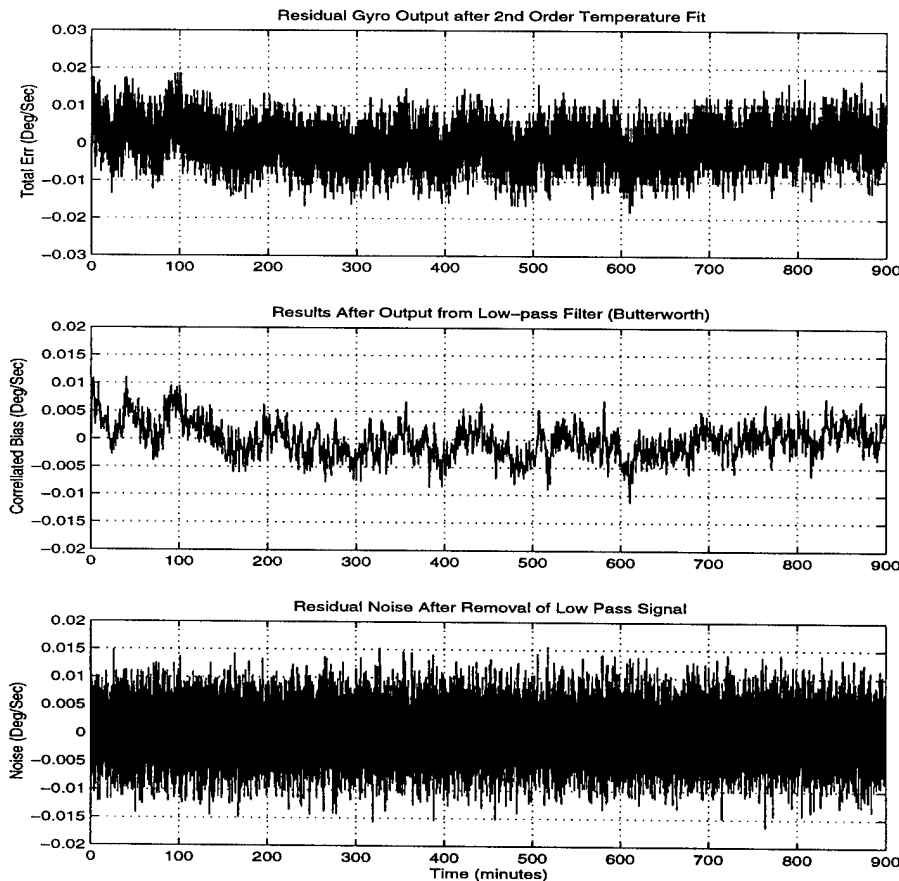 Residual Gyro Output after 2nd Order Temperature Fit
Total Err (Deg/Sec)
0.03
0.02
0.01
0
−0.01
−0.02
−0.03
0 100 200 300 400 500 600 700 800 900
Results After Output from Low−pass Filter (Butterworth)
Correllated Bias (Deg/Sec)
0.02
0.015
0.01
0.005
0
−0.005
−0.01
−0.015
−0.02
0 100 200 300 400 500 600 700 800 900
Residual Noise After Removal of Low Pass Signal
Noise (Deg/Sec)
0.02
0.015
0.01
0.005
0
−0.005
−0.01
−0.015
−0.02
0 100 200 300 400 500 600 700 800 900
Time (minutes)